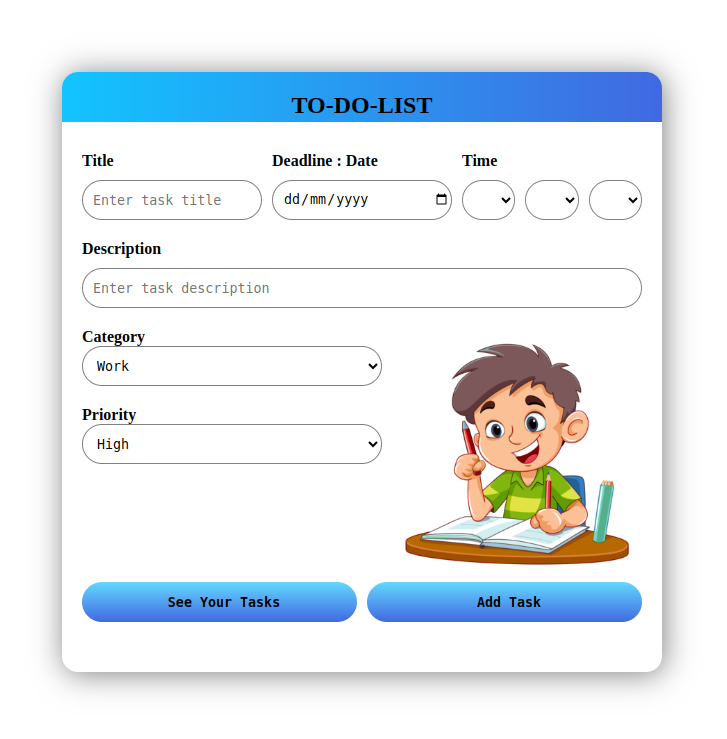 TO-DO-LIST
Title Deadline : Date Time
Enter task title dd/mm/yyyy
Description
Enter task description
Category
Work
Priority
High
See Your Tasks Add Task